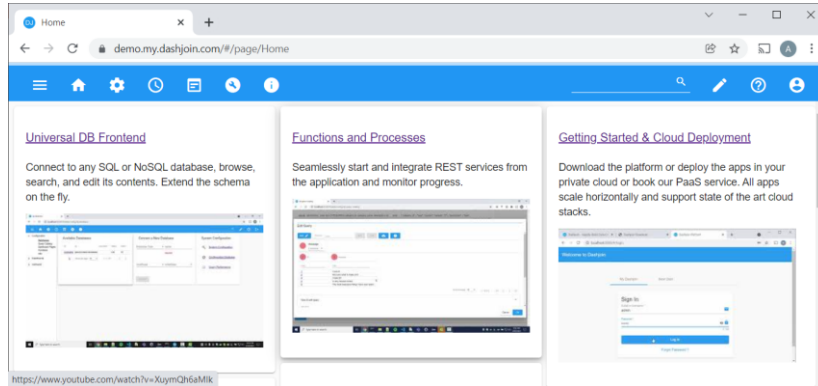 DJ Home
demo.my.dashjoin.com/#/page/Home
A
Universal DB Frontend
Connect to any SQL or NoSQL database, browse,
search, and edit its contents. Extend the schema
on the fly.
Functions and Processes
Seamlessly start and integrate REST services from
the application and monitor progress.
Getting Started & Cloud Deployment
Download the platform or deploy the apps in your
private cloud or book our PaaS service. All apps
scale horizontally and support state of the art cloud
stacks.
Welcome to Dashjoin
Sign in
Log in
https://www.youtube.com/watch?v=XuymQh6aMIk